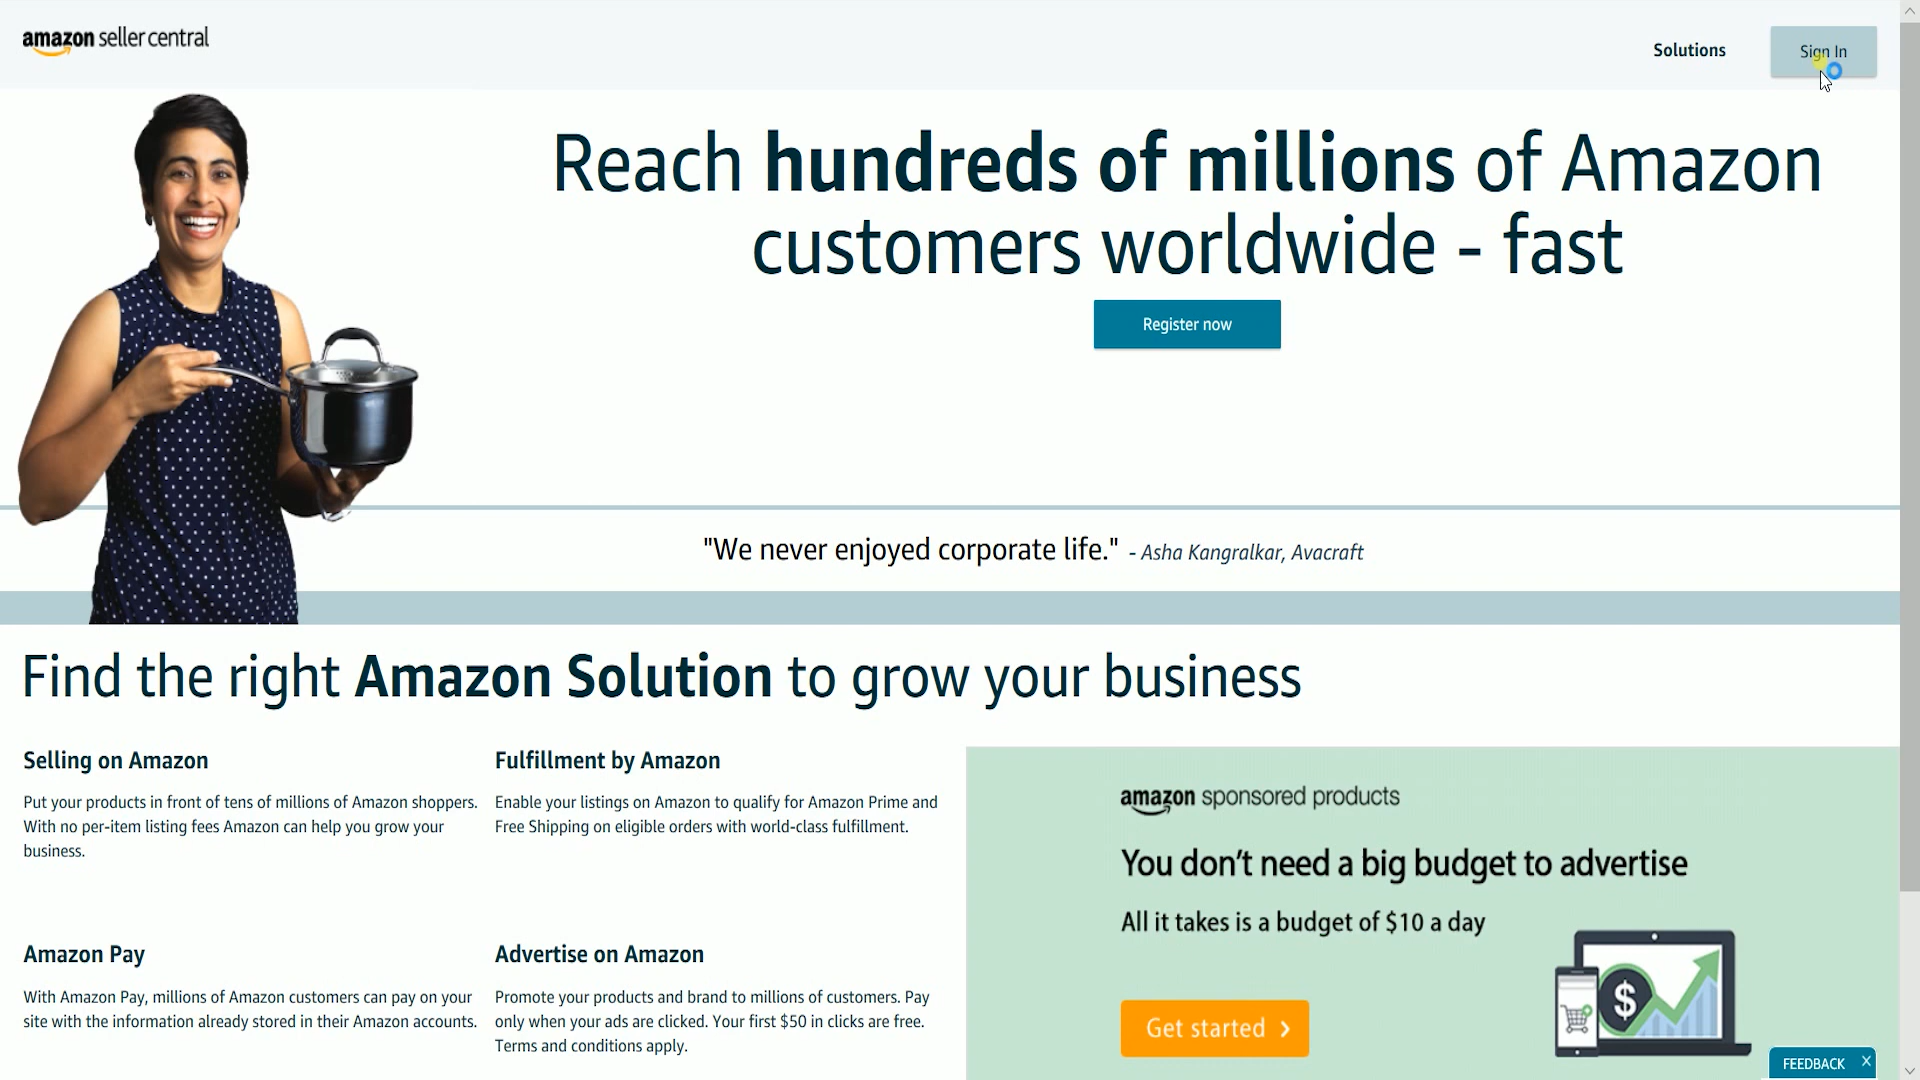 amazon seller central
Solutions
Sign In
Reach hundreds of millions of Amazon
customers worldwide - fast
Register now
"We never enjoyed corporate life." - Asha Kangralkar, Avacraft
Find the right Amazon Solution to grow your business
Selling on Amazon
Put your products in front of tens of millions of Amazon shoppers.
With no per-item listing fees Amazon can help you grow your
business.
Fulfillment by Amazon
Enable your listings on Amazon to qualify for Amazon Prime and
Free Shipping on eligible orders with world-class fulfillment.
Amazon Pay
With Amazon Pay, millions of Amazon customers can pay on your
site with the information already stored in their Amazon accounts.
Advertise on Amazon
Promote your products and brand to millions of customers. Pay
only when your ads are clicked. Your first $50 in clicks are free.
Terms and conditions apply.
amazon sponsored products
You don't need a big budget to advertise
All it takes is a budget of $10 a day
$
Get started >
FEEDBACK X